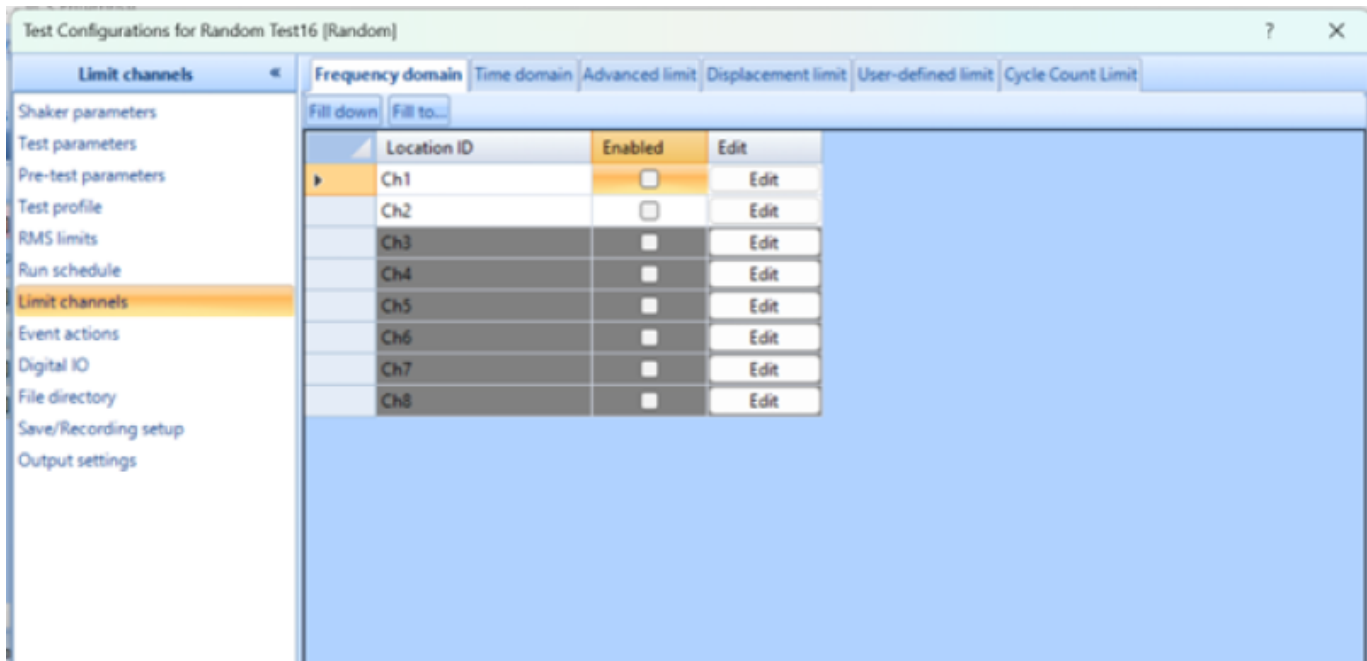 Test Configurations for Random Test16 [Random] ?
Limit channels «
Frequency domain Time domain Advanced limit Displacement limit User-defined limit Cycle Count Limit
Shaker parameters
Test parameters
Pre-test parameters
Test profile
RMS limits
Run schedule
Limit channels
Event actions
Digital IO
File directory
Save/Recording setup
Output settings
Fill down Fill to...
Location ID Enabled Edit
Ch1 Edit
Ch2 Edit
Ch3 Edit
Ch4 Edit
Ch5 Edit
Ch6 Edit
Ch7 Edit
Ch8 Edit